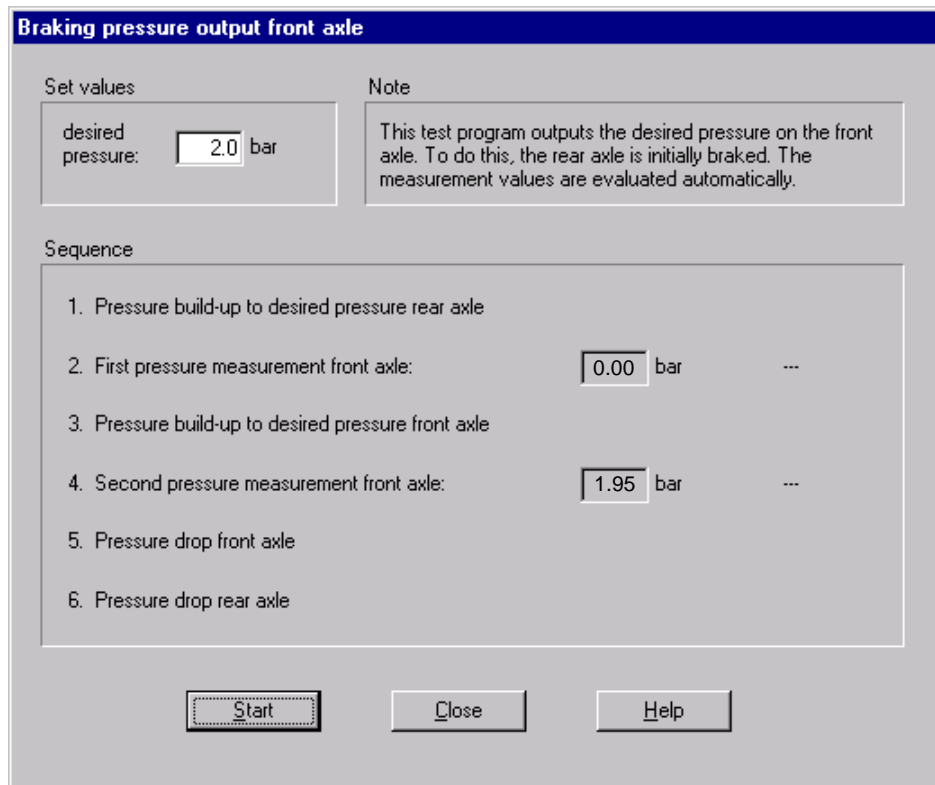 Braking pressure output front axle
Set values
desired
pressure:
2.0 bar
Note
This test program outputs the desired pressure on the front
axle. To do this, the rear axle is initially braked. The
measurement values are evaluated automatically.
Sequence
1. Pressure build-up to desired pressure rear axle
2. First pressure measurement front axle: 0.00 bar ---
3. Pressure build-up to desired pressure front axle
4. Second pressure measurement front axle: 1.95 bar ---
5. Pressure drop front axle
6. Pressure drop rear axle
Start Close Help